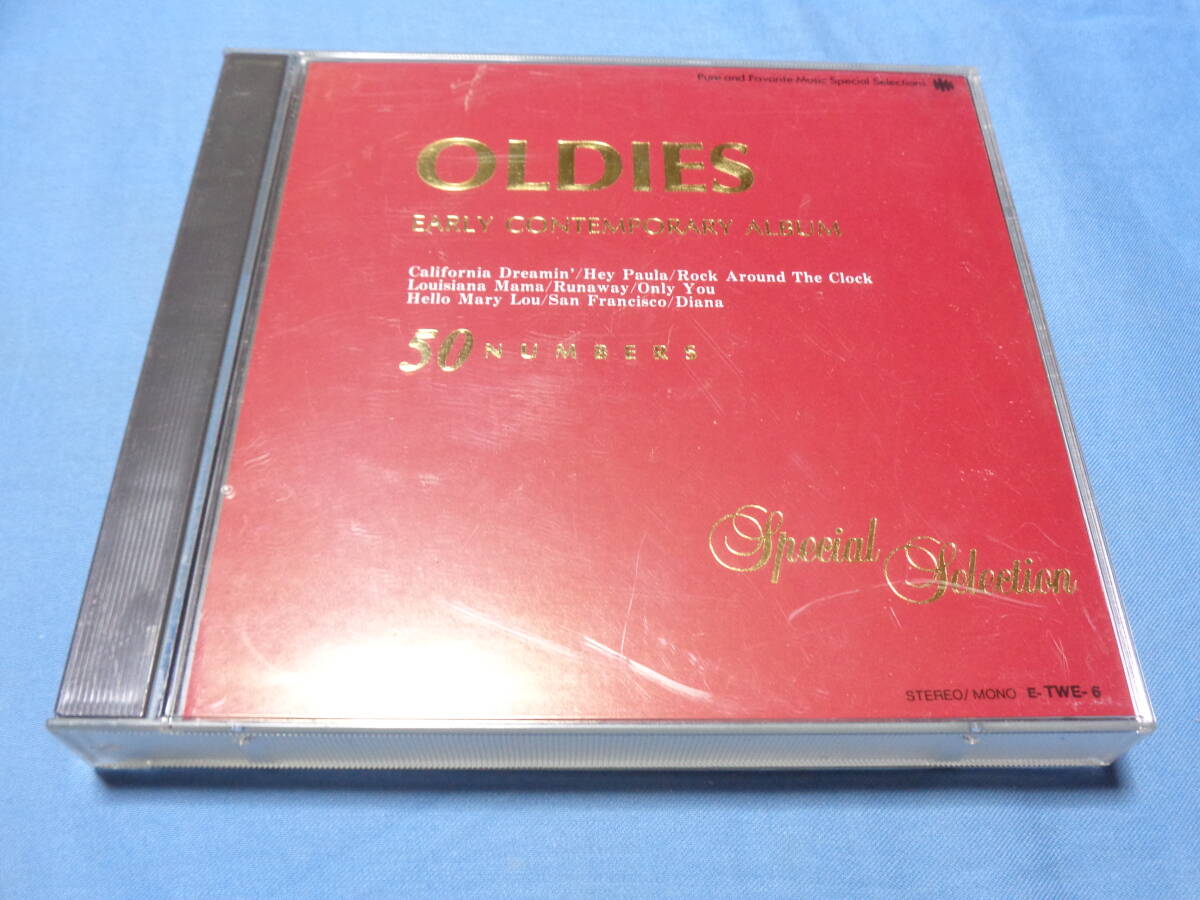 Pure and Favorite Music Special Selections
OLDIES
EARLY CONTEMPORARY ALBUM
California Dreamin'/Hey Paula/Rock Around The Clock
Louisiana Mama/Runaway/Only You
Hello Mary Lou/San Francisco/Diana
50 NUMBERS
Special Selection
STEREO/MONO E-TWE-6